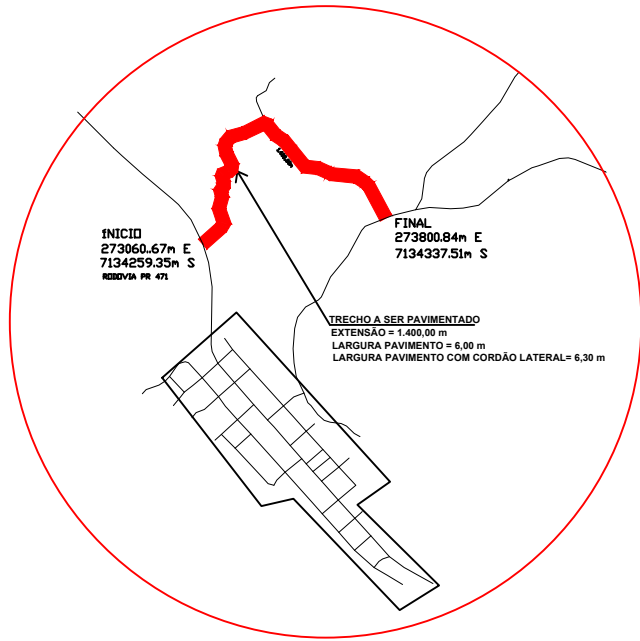 INICIO
273060..67m E
7134259.35m S
RODOVIA PR 471
FINAL
273800.84m E
7134337.51m S
TRECHO A SER PAVIMENTADO
EXTENSÃO = 1.400,00 m
LARGURA PAVIMENTO = 6,00 m
LARGURA PAVIMENTO COM CORDÃO LATERAL= 6,30 m